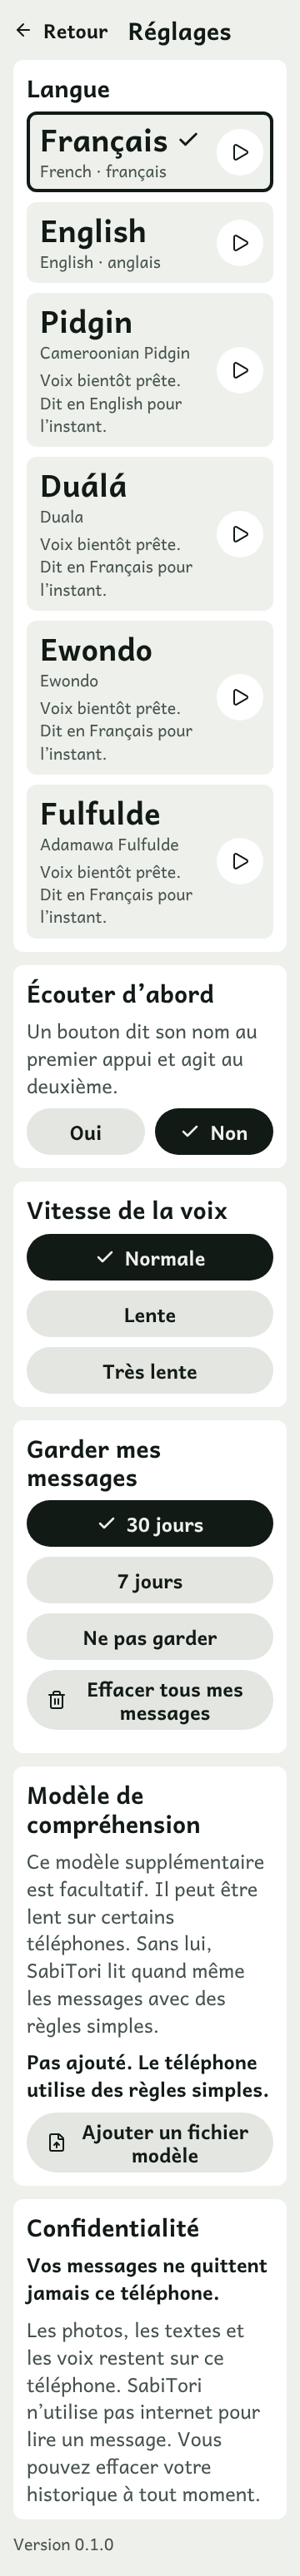 Retour Réglages
Langue
Français
French · français
English
English · anglais
Pidgin
Cameroonian Pidgin
Voix bientôt prête.
Dit en English pour
l’instant.
Duálá
Duala
Voix bientôt prête.
Dit en Français pour
l’instant.
Ewondo
Ewondo
Voix bientôt prête.
Dit en Français pour
l’instant.
Fulfulde
Adamawa Fulfulde
Voix bientôt prête.
Dit en Français pour
l’instant.
Écouter d’abord
Un bouton dit son nom au
premier appui et agit au
deuxième.
Oui Non
Vitesse de la voix
Normale
Lente
Très lente
Garder mes
messages
30 jours
7 jours
Ne pas garder
Effacer tous mes
messages
Modèle de
compréhension
Ce modèle supplémentaire
est facultatif. Il peut être
lent sur certains
téléphones. Sans lui,
SabiTori lit quand même
les messages avec des
règles simples.
Pas ajouté. Le téléphone
utilise des règles simples.
Ajouter un fichier
modèle
Confidentialité
Vos messages ne quittent
jamais ce téléphone.
Les photos, les textes et
les voix restent sur ce
téléphone. SabiTori
n’utilise pas internet pour
lire un message. Vous
pouvez effacer votre
historique à tout moment.
Version 0.1.0